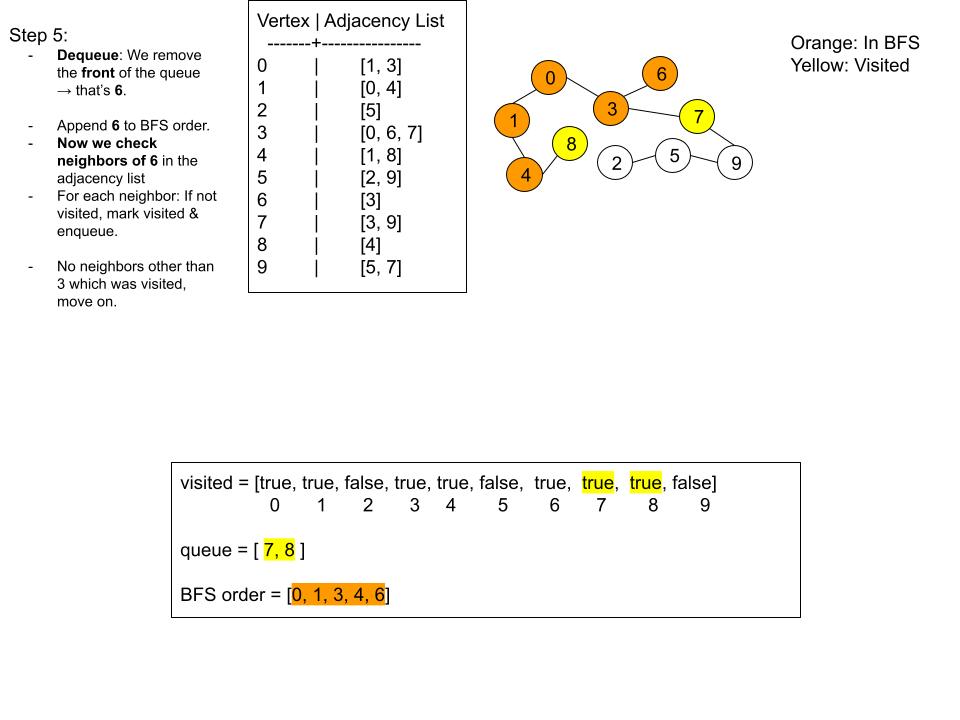 Step 5:
- Dequeue: We remove
the front of the queue
→ that's 6.
- Append 6 to BFS order.
- Now we check
neighbors of 6 in the
adjacency list
- For each neighbor: If not
visited, mark visited &
enqueue.
- No neighbors other than
3 which was visited,
move on.
Vertex | Adjacency List
-------+----------------
0 | [1, 3]
1 | [0, 4]
2 | [5]
3 | [0, 6, 7]
4 | [1, 8]
5 | [2, 9]
6 | [3]
7 | [3, 9]
8 | [4]
9 | [5, 7]
0
6
1
3
7
8
4
2
5
9
Orange: In BFS
Yellow: Visited
visited = [true, true, false, true, true, false, true, true, true, false]
0 1 2 3 4 5 6 7 8 9
queue = [ 7, 8 ]
BFS order = [0, 1, 3, 4, 6]